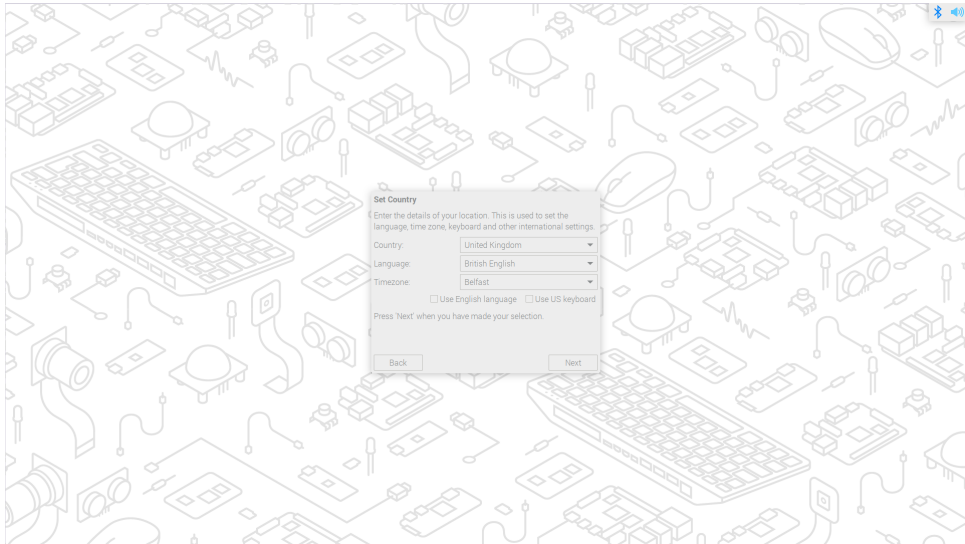 Set Country
Enter the details of your location. This is used to set the
language, time zone, keyboard and other international settings.
Country: United Kingdom
Language: British English
Timezone: Belfast
Use English language Use US keyboard
Press 'Next' when you have made your selection.
Back Next